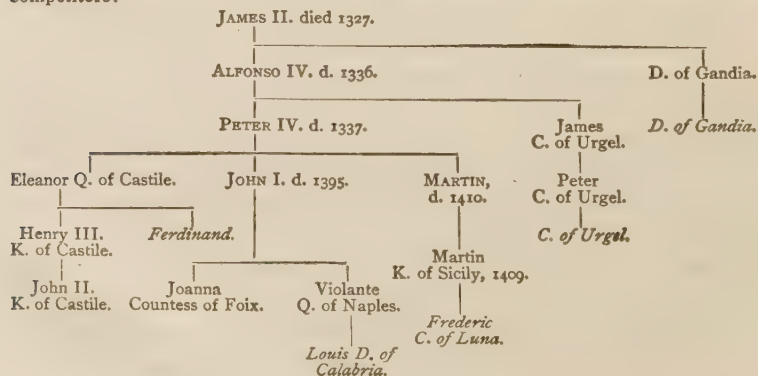 competitors:
JAMES II. died 1327.
ALFONSO IV. d. 1336. D. of Gandia.
PETER IV. d. 1337. James D. of Gandia.
C. of Urgel.
Eleanor Q. of Castile. JOHN I. d. 1395. MARTIN, Peter
d. 1410. C. of Urgel.
Henry III. Ferdinand. C. of Urgel.
K. of Castile. Martin
K. of Sicily, 1409.
John II. Joanna Violante
K. of Castile. Countess of Foix. Q. of Naples.
Frederic
C. of Luna.
Louis D. of
Calabria.